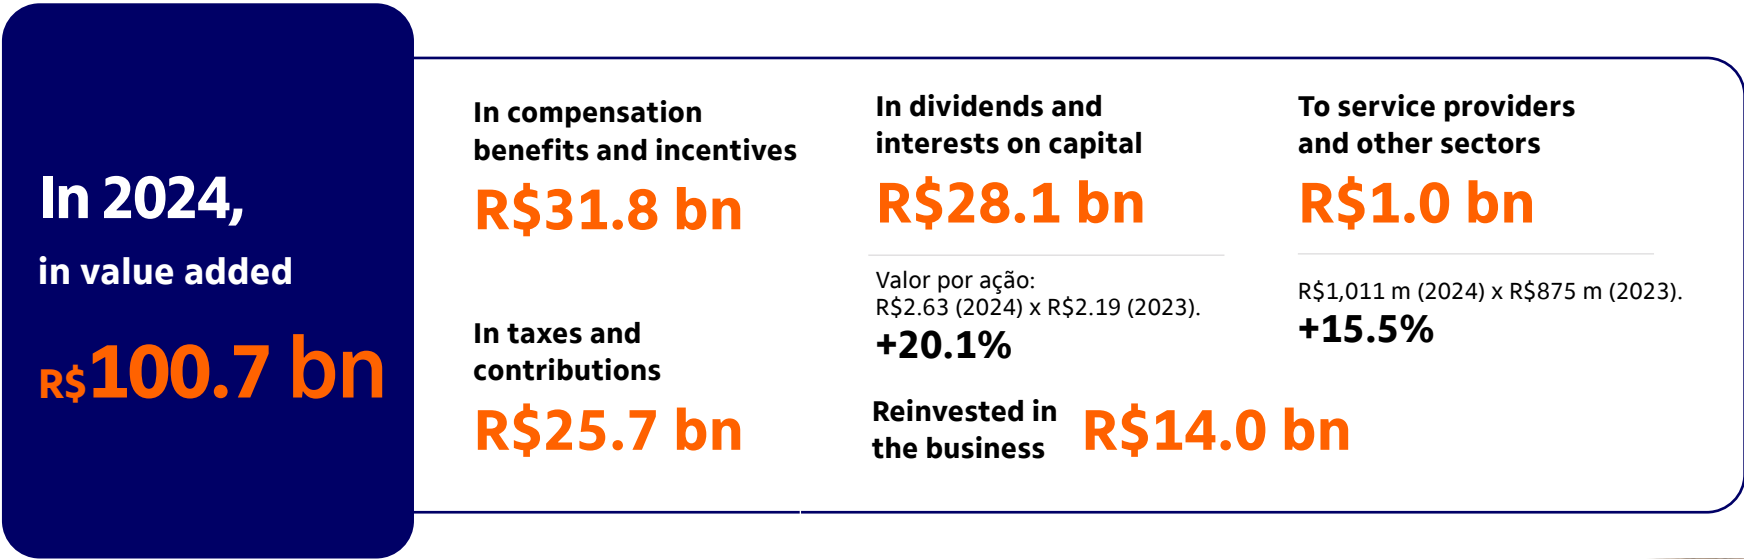 In 2024,
in value added
R$100.7 bn
In compensation
benefits and incentives
R$31.8 bn
In taxes and
contributions
R$25.7 bn
In dividends and
interests on capital
R$28.1 bn
Valor por ação:
R$2.63 (2024) x R$2.19 (2023).
+20.1%
Reinvested in
the business
R$14.0 bn
To service providers
and other sectors
R$1.0 bn
R$1,011 m (2024) x R$875 m (2023).
+15.5%